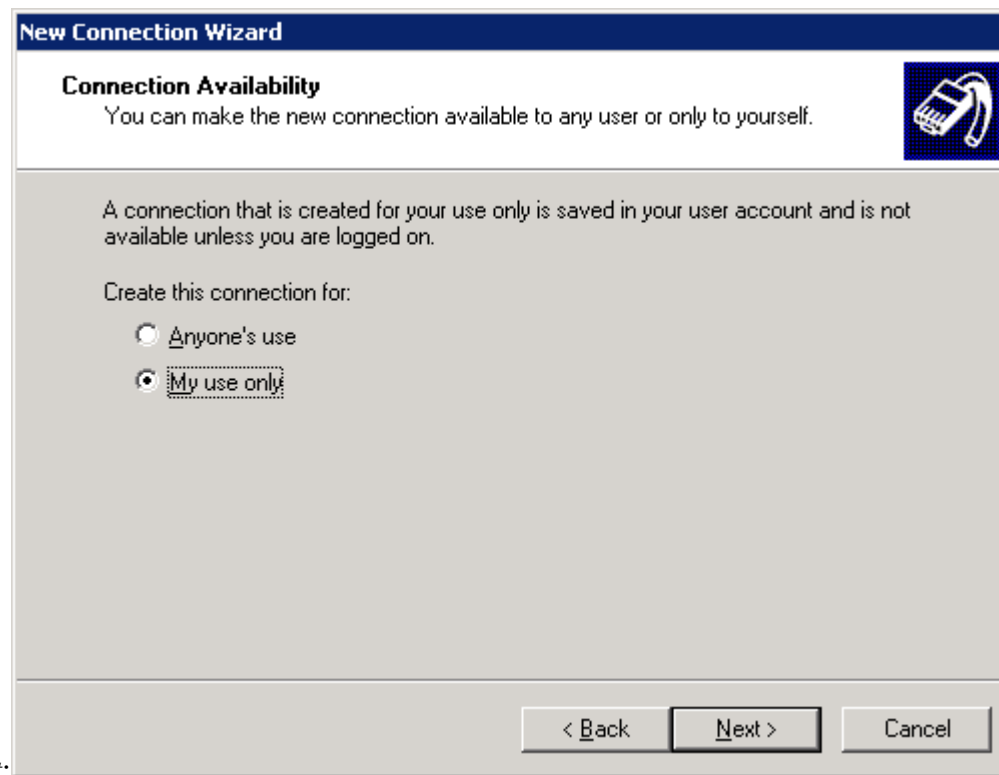 New Connection Wizard
Connection Availability
You can make the new connection available to any user or only to yourself.
A connection that is created for your use only is saved in your user account and is not
available unless you are logged on.
Create this connection for:
Anyone's use
My use only
< Back Next > Cancel